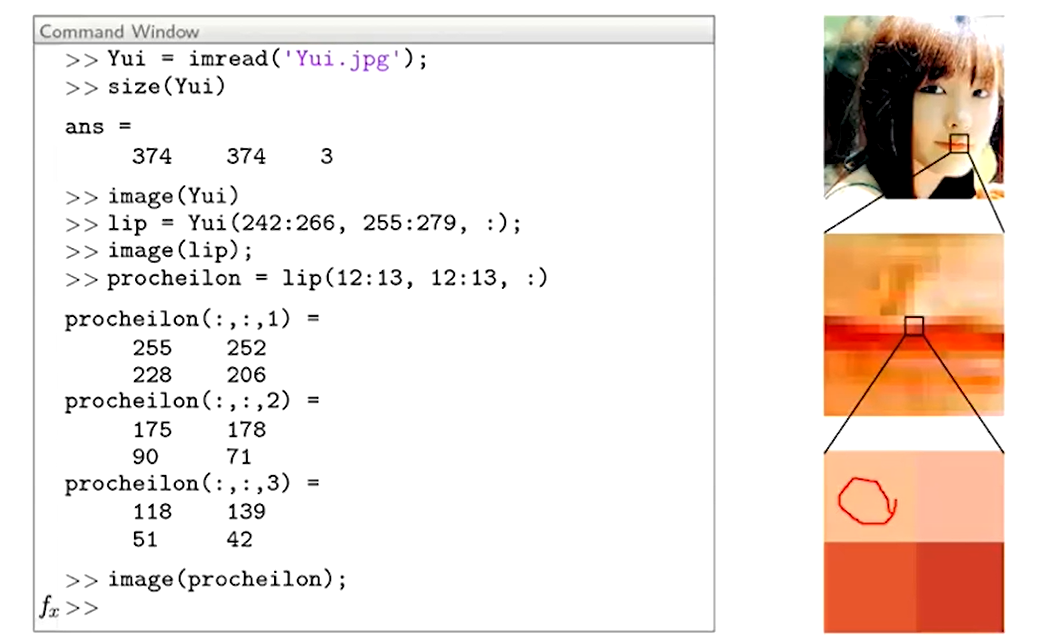 Command Window
>> Yui = imread('Yui.jpg');
>> size(Yui)
ans =
374 374 3
>> image(Yui)
>> lip = Yui(242:266, 255:279, :);
>> image(lip);
>> procheilon = lip(12:13, 12:13, :)
procheilon(:,:,1) =
255 252
228 206
procheilon(:,:,2) =
175 178
90 71
procheilon(:,:,3) =
118 139
51 42
>> image(procheilon);
fx >>